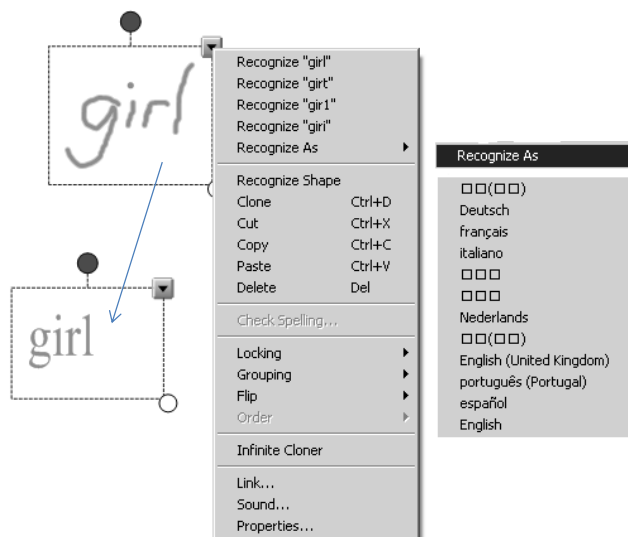 girl
Recognize "girl"
Recognize "girt"
Recognize "gir1"
Recognize "giri"
Recognize As
Recognize Shape
Clone Ctrl+D
Cut Ctrl+X
Copy Ctrl+C
Paste Ctrl+V
Delete Del
Check Spelling...
Locking
Grouping
Flip
Order
Infinite Cloner
Link...
Sound...
Properties...
girl
Recognize As
□□(□□)
Deutsch
français
italiano
□□□
□□□
Nederlands
□□(□□)
English (United Kingdom)
português (Portugal)
español
English